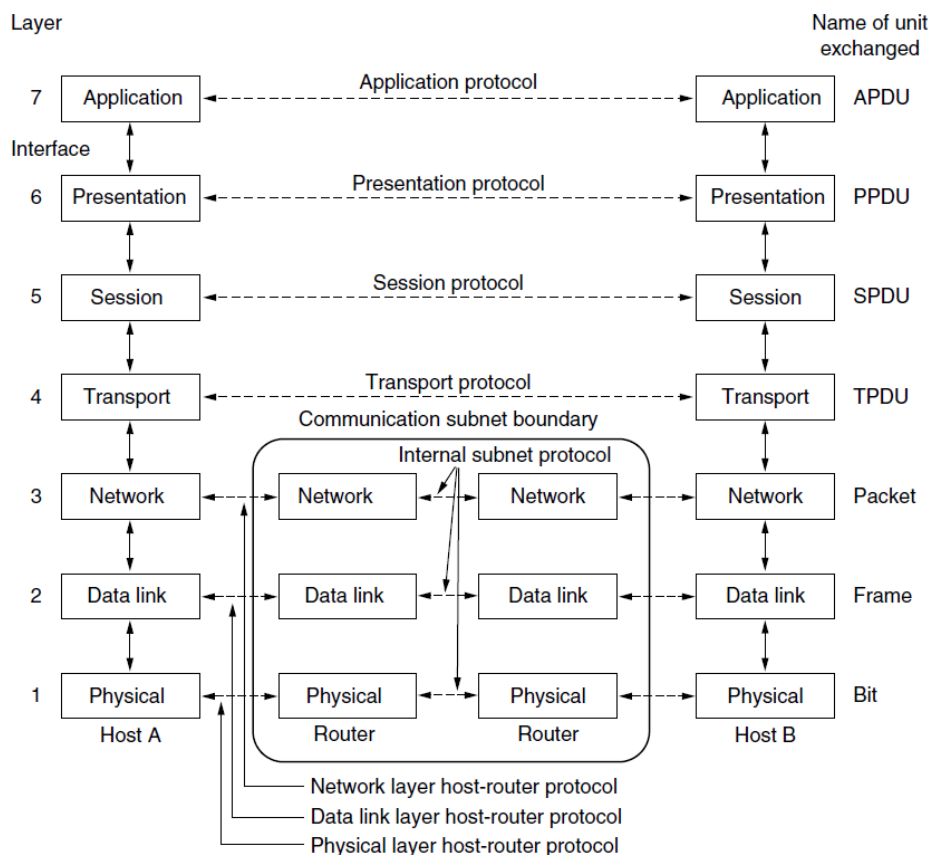 Layer
Name of unit
exchanged
7 Application Application protocol Application APDU
Interface
6 Presentation Presentation protocol Presentation PPDU
5 Session Session protocol Session SPDU
4 Transport Transport protocol Transport TPDU
Communication subnet boundary
Internal subnet protocol
3 Network Network Network Network Packet
2 Data link Data link Data link Data link Frame
1 Physical Physical Physical Physical Bit
Host A Router Router Host B
Network layer host-router protocol
Data link layer host-router protocol
Physical layer host-router protocol